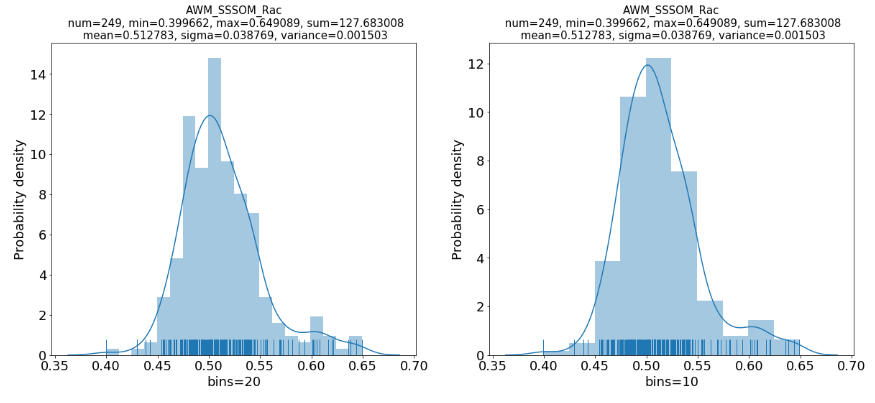 AWM_SSSOM_Rac
num=249, min=0.399662, max=0.649089, sum=127.683008
mean=0.512783, sigma=0.038769, variance=0.001503
Probability density
14
12
10
8
6
4
2
0
0.35 0.40 0.45 0.50 0.55 0.60 0.65 0.70
bins=20
AWM_SSSOM_Rac
num=249, min=0.399662, max=0.649089, sum=127.683008
mean=0.512783, sigma=0.038769, variance=0.001503
Probability density
12
10
8
6
4
2
0
0.35 0.40 0.45 0.50 0.55 0.60 0.65 0.70
bins=10